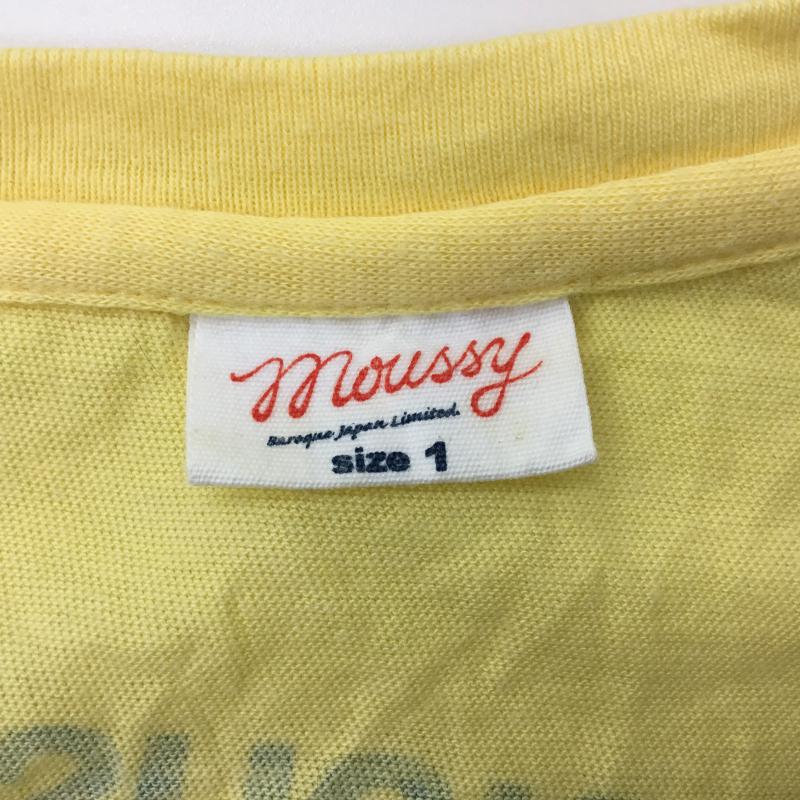 moussy
Baroque Japan Limited.
size 1